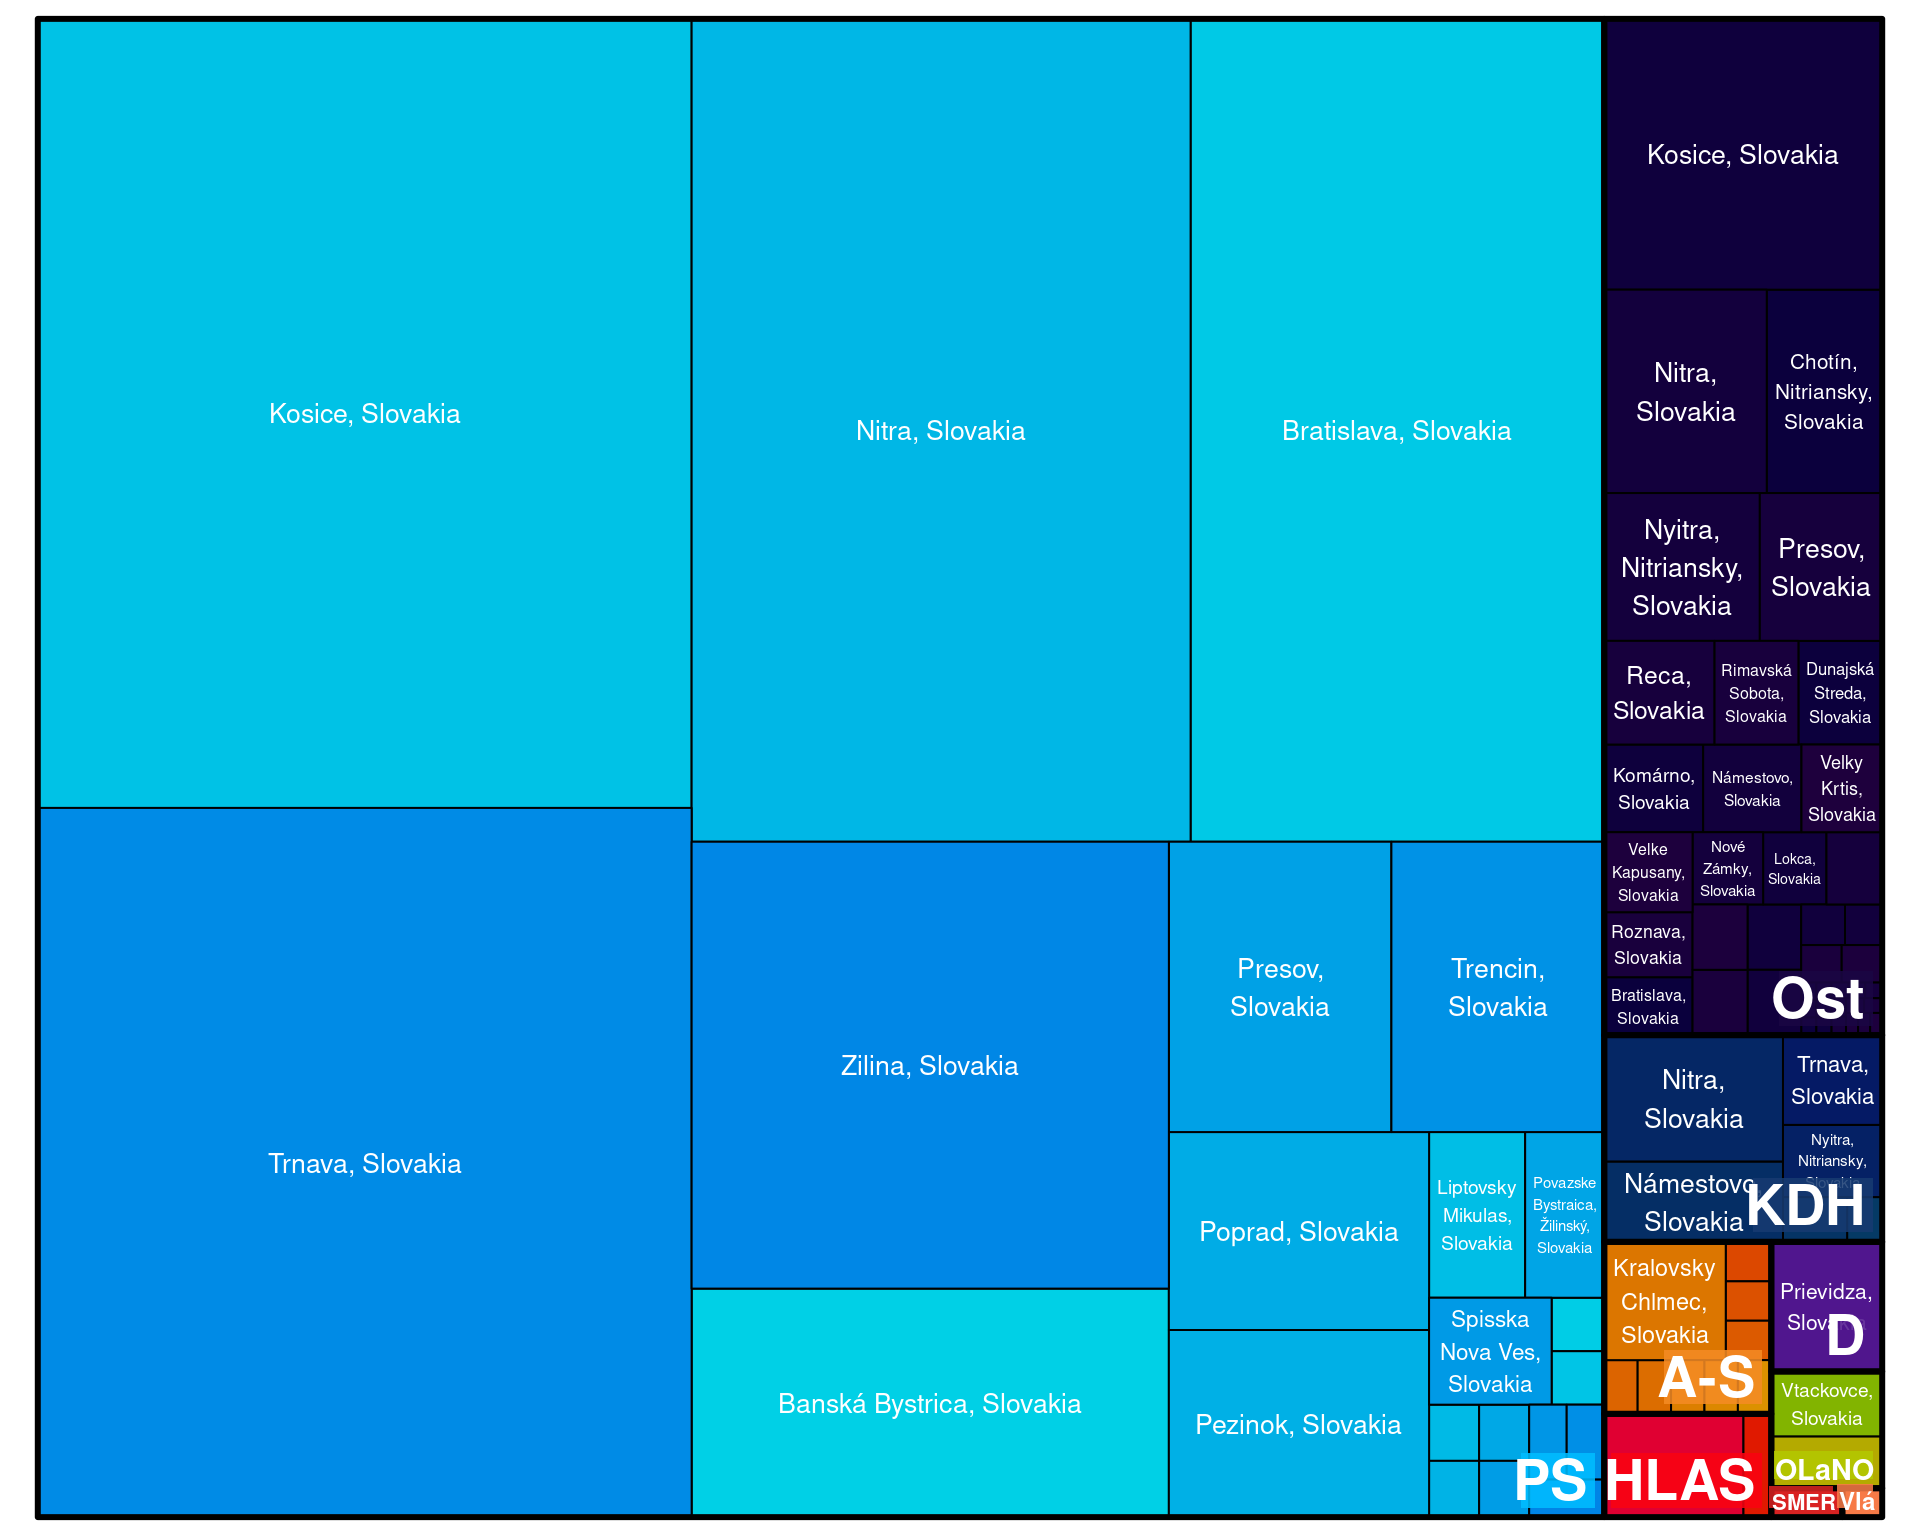 Kosice, Slovakia
Nitra, Slovakia
Bratislava, Slovakia
Trnava, Slovakia
Zilina, Slovakia
Banská Bystrica, Slovakia
Presov,
Slovakia
Trencin,
Slovakia
Poprad, Slovakia
Pezinok, Slovakia
Liptovsky
Mikulas,
Slovakia
Povazske
Bystraica,
Žilinský,
Slovakia
Spisska
Nova Ves,
Slovakia
PS
Kosice, Slovakia
Nitra,
Slovakia
Chotín,
Nitriansky,
Slovakia
Nyitra,
Nitriansky,
Slovakia
Presov,
Slovakia
Reca,
Slovakia
Rimavská
Sobota,
Slovakia
Dunajská
Streda,
Slovakia
Komárno,
Slovakia
Námestovo,
Slovakia
Velky
Krtis,
Slovakia
Velke
Kapusany,
Slovakia
Nové
Zámky,
Slovakia
Lokca,
Slovakia
Roznava,
Slovakia
Bratislava,
Slovakia
Ost
Nitra,
Slovakia
Trnava,
Slovakia
Nyitra,
Nitriansky,
Slovakia
Námestovo,
Slovakia
KDH
Kralovsky
Chlmec,
Slovakia
A-S
Prievidza,
Slovakia
D
Vtackovce,
Slovakia
OLaNO
HLAS
SMER
Vlá